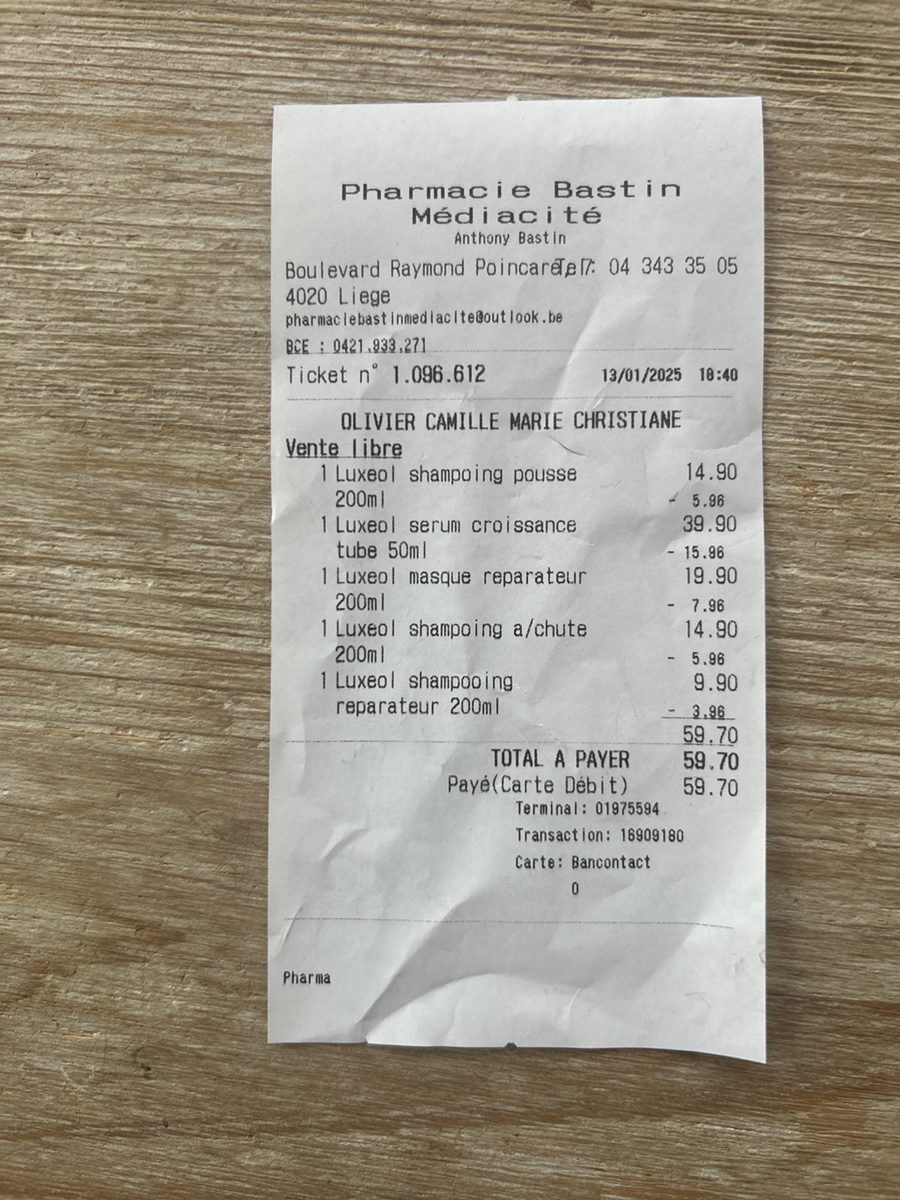 Pharmacie Bastin
Médiacité
Anthony Bastin
Boulevard Raymond Poincaré, 7 Tel : 04 343 35 05
4020 Liege
pharmaciebastinmediacite@outlook.be
BCE : 0421.933.271
Ticket n° 1.096.612 13/01/2025 18:40
OLIVIER CAMILLE MARIE CHRISTIANE
Vente libre
1 Luxeol shampoing pousse 14.90
200ml - 5.96
1 Luxeol serum croissance 39.90
tube 50ml - 15.96
1 Luxeol masque reparateur 19.90
200ml - 7.96
1 Luxeol shampoing a/chute 14.90
200ml - 5.96
1 Luxeol shampooing 9.90
reparateur 200ml - 3.96
59.70
TOTAL A PAYER 59.70
Payé(Carte Débit) 59.70
Terminal: 01975594
Transaction: 16909180
Carte: Bancontact
0
Pharma